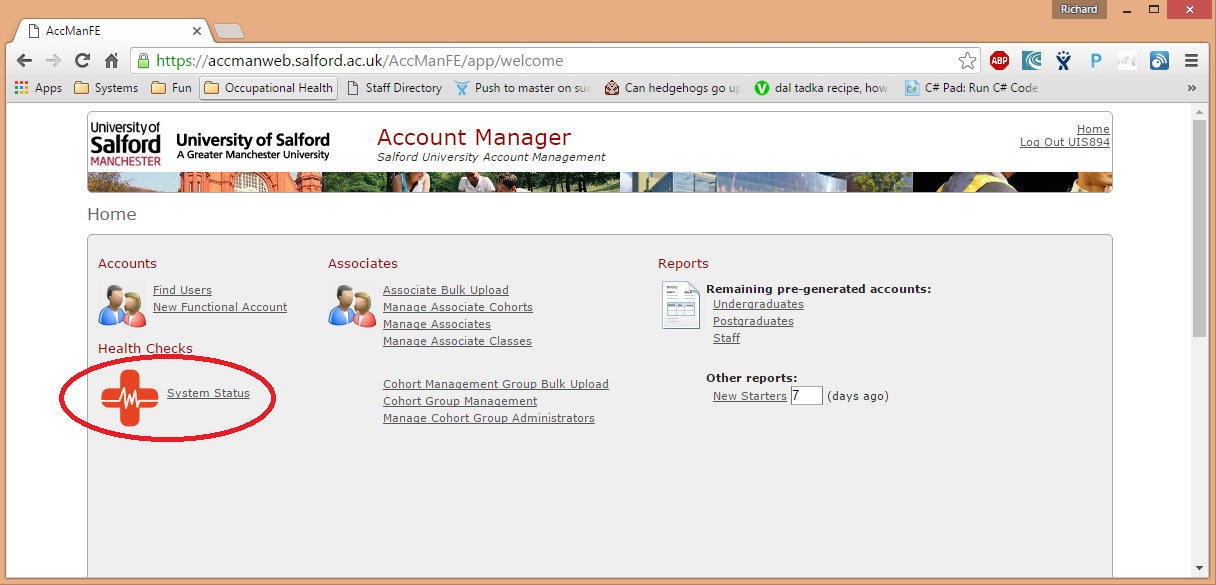 Richard
AccManFE
https://accmanweb.salford.ac.uk/AccManFE/app/welcome
ABP
P
Apps Systems Fun Occupational Health Staff Directory Push to master on suc Can hedgehogs go up dal tadka recipe, how C# Pad: Run C# Code
University of
Salford
MANCHESTER
University of Salford
A Greater Manchester University
Account Manager
Salford University Account Management
Home
Log Out UIS894
Home
Accounts
Find Users
New Functional Account
Health Checks
System Status
Associates
Associate Bulk Upload
Manage Associate Cohorts
Manage Associates
Manage Associate Classes
Cohort Management Group Bulk Upload
Cohort Group Management
Manage Cohort Group Administrators
Reports
Remaining pre-generated accounts:
Undergraduates
Postgraduates
Staff
Other reports:
New Starters 7 (days ago)